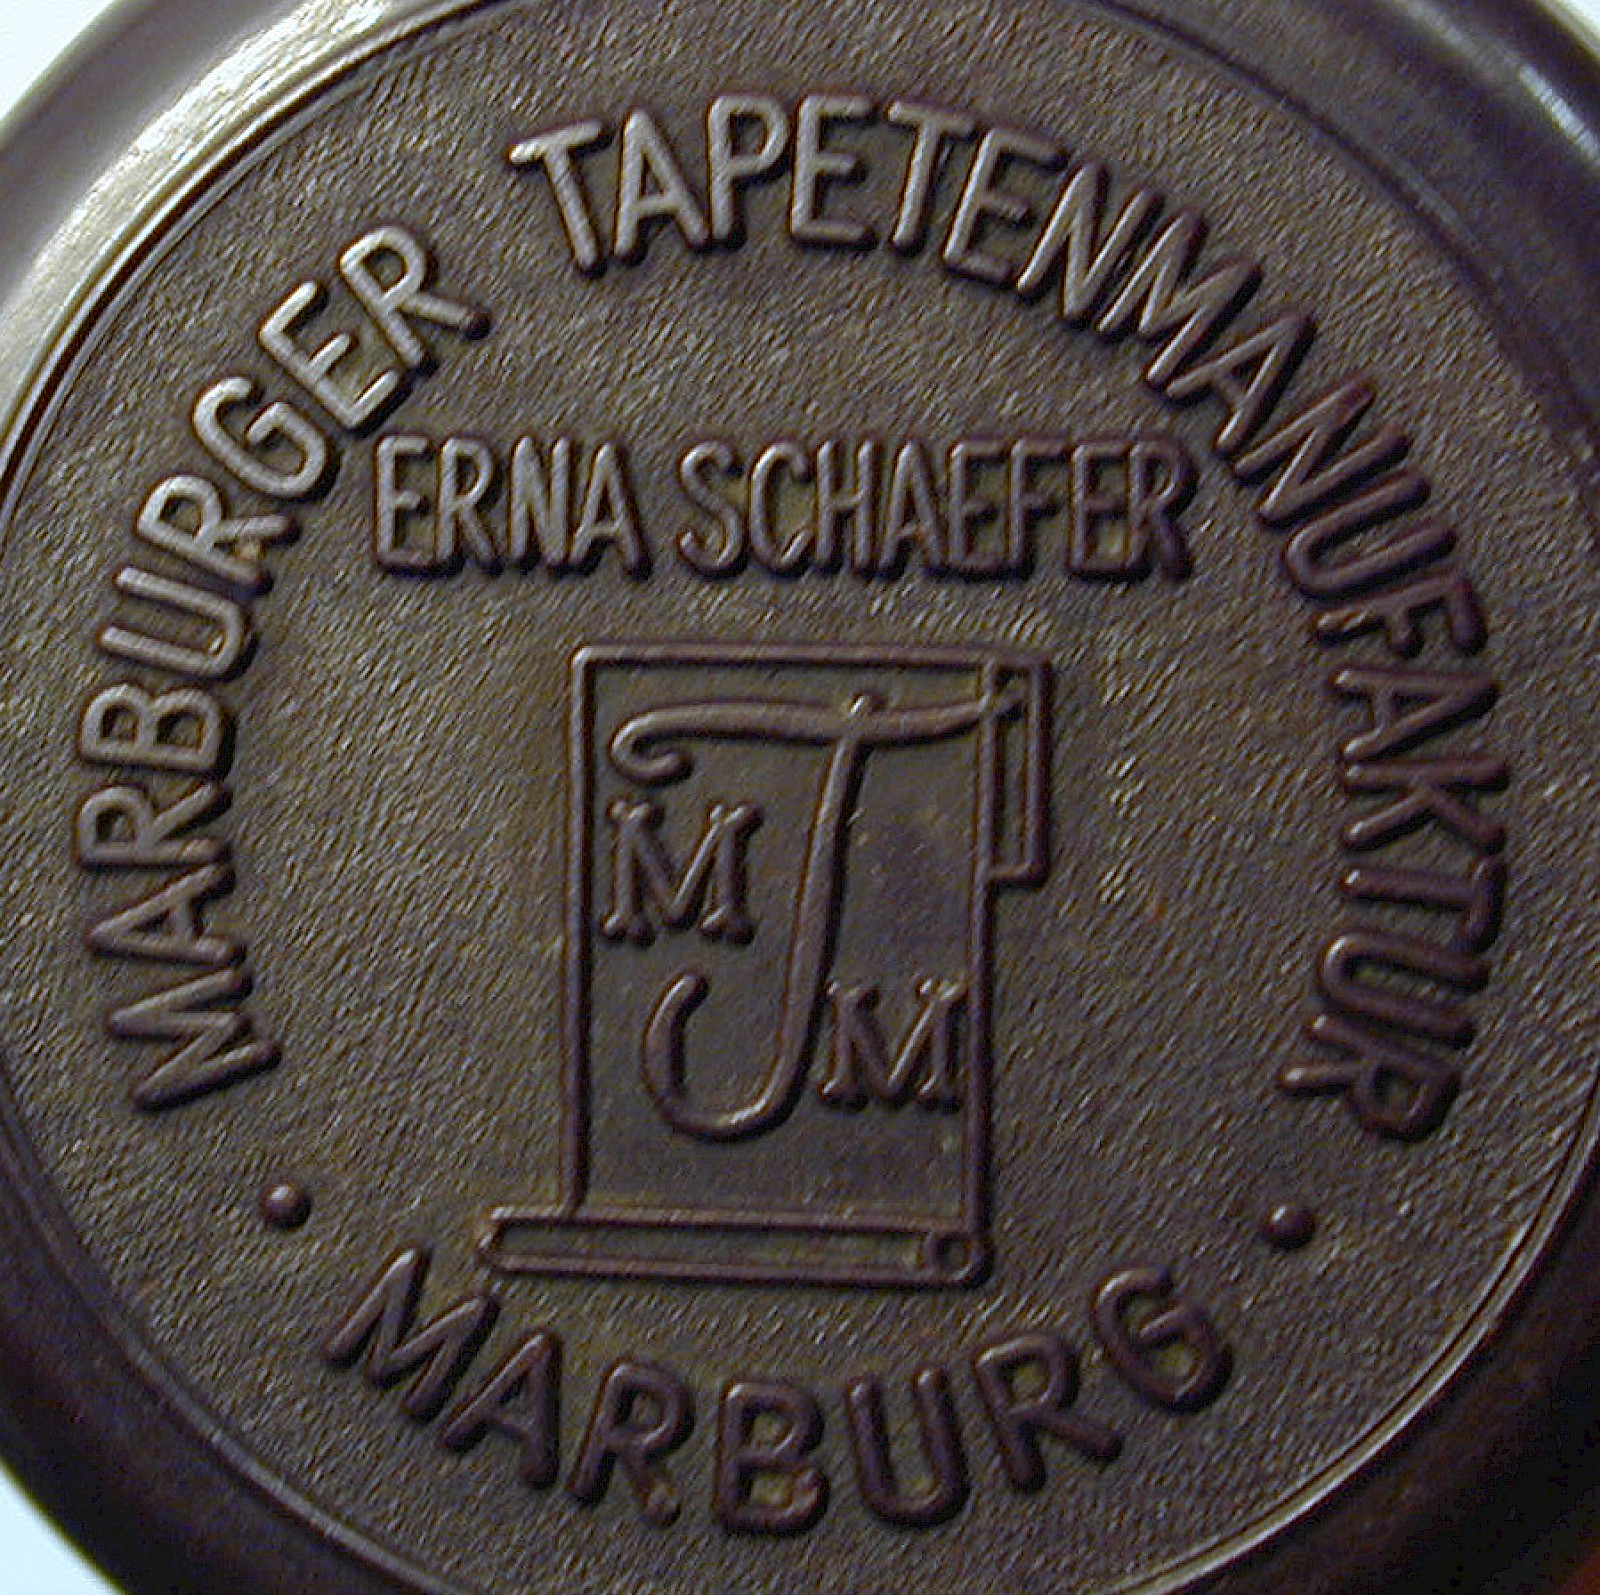 MARBURGER TAPETENMANUFAKTUR
ERNA SCHAEFER
MTM
• MARBURG •